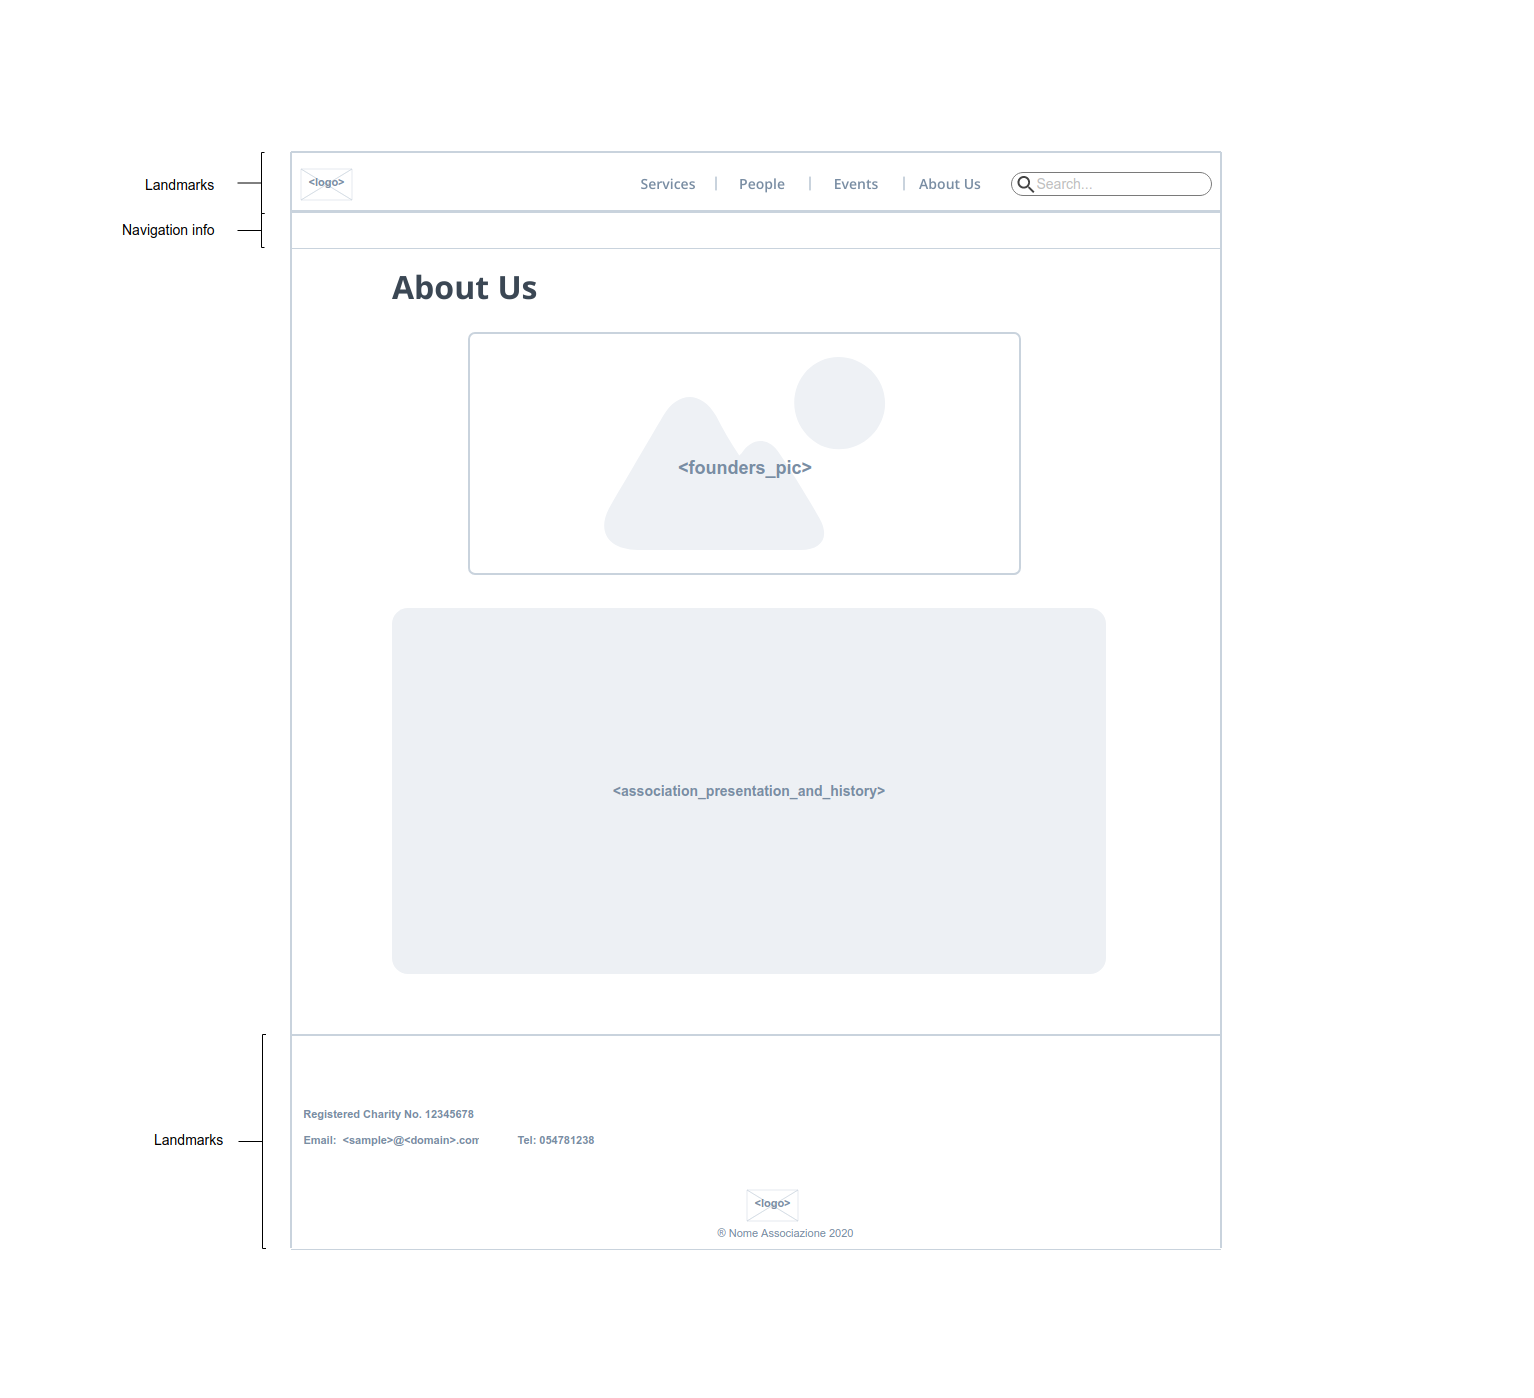 Landmarks
<logo>
Services | People | Events | About Us
Search...
Navigation info
About Us
<founders_pic>
<association_presentation_and_history>
Landmarks
Registered Charity No. 12345678
Email: <sample>@<domain>.com
Tel: 054781238
<logo>
® Nome Associazione 2020